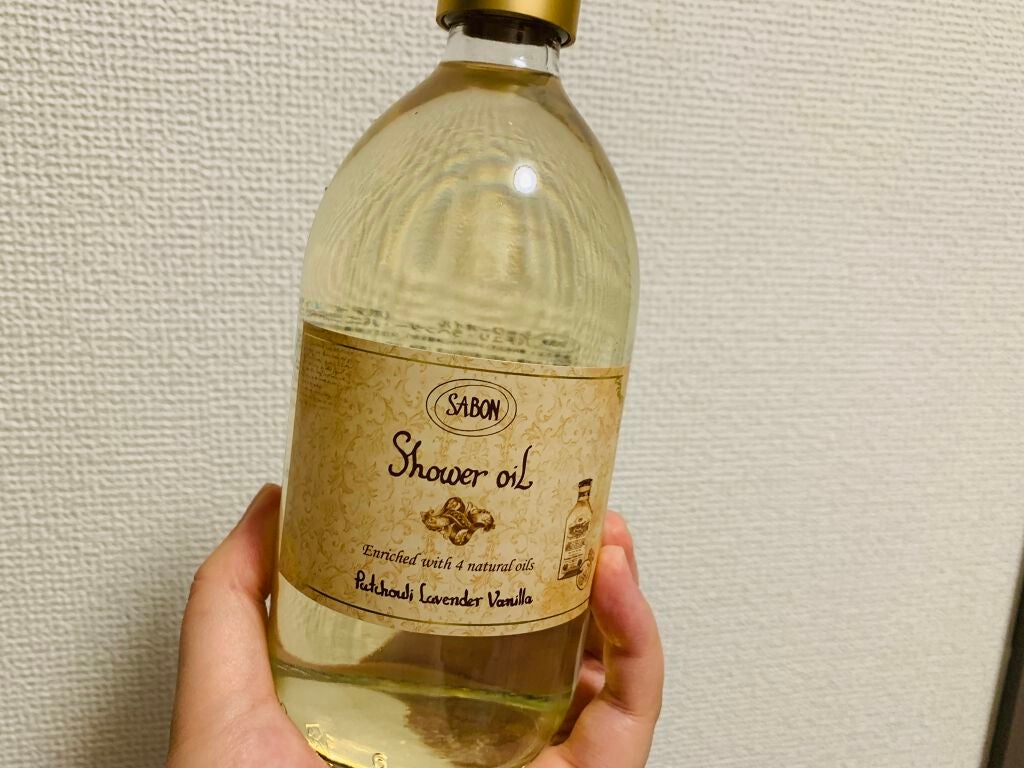 SABON
Shower oil
Enriched with 4 natural oils
Patchouli Lavender Vanilla